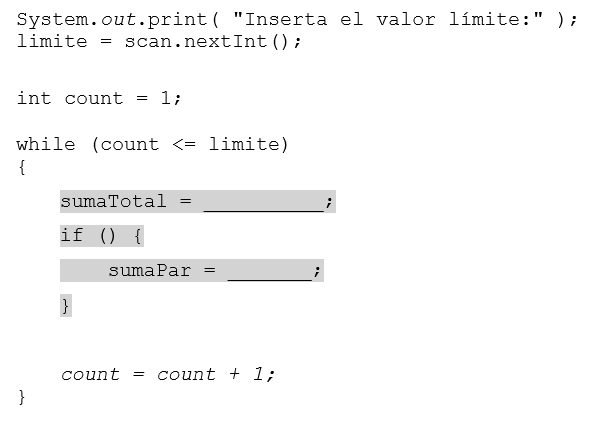 System.out.print( "Inserta el valor límite:" );
limite = scan.nextInt();
int count = 1;
while (count <= limite)
{
sumaTotal = __________;
if () {
sumaPar = _______;
}
count = count + 1;
}